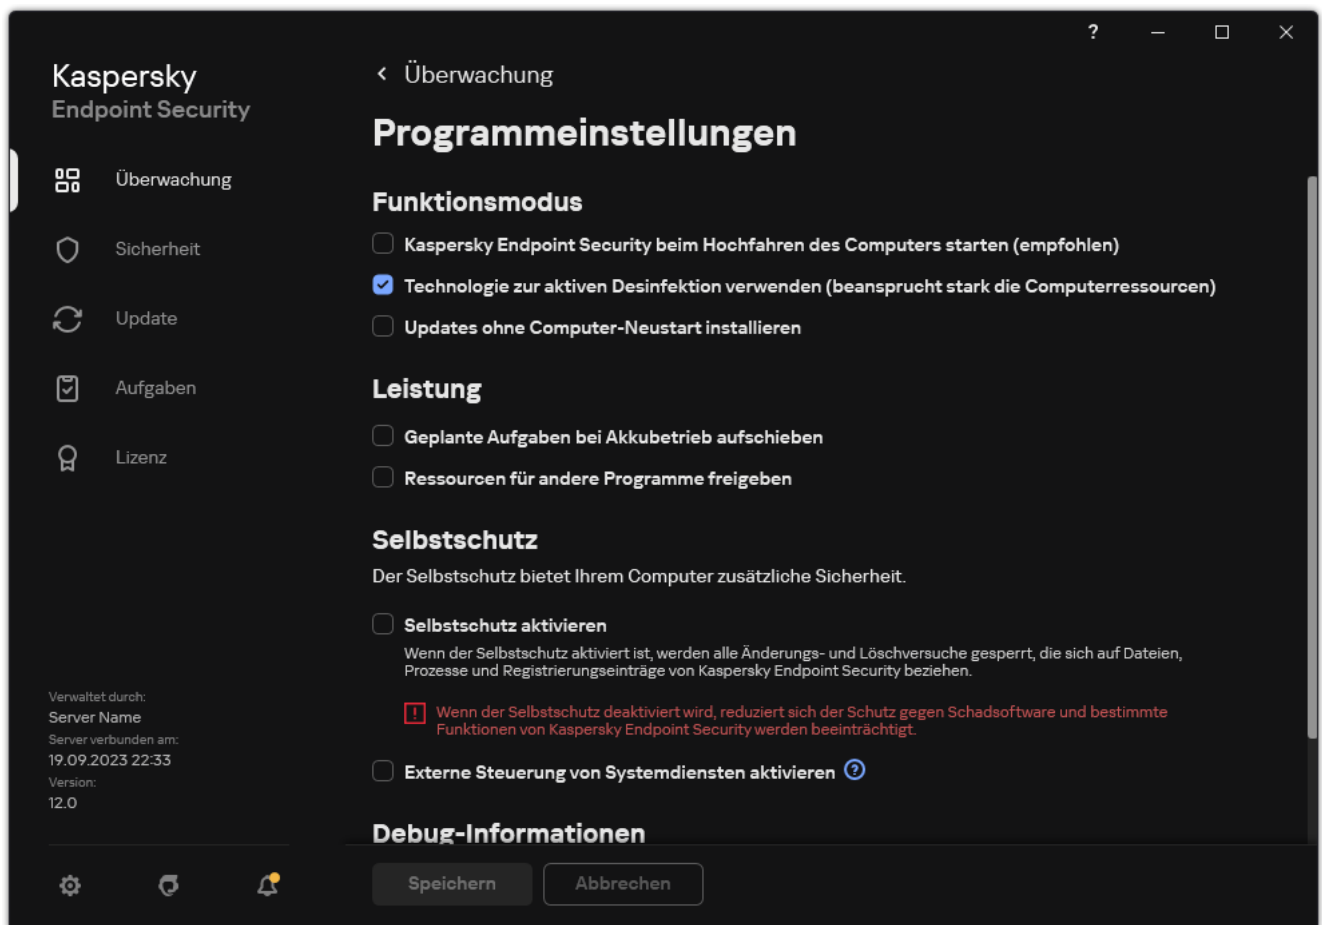 Kaspersky
Endpoint Security
Überwachung
Sicherheit
Update
Aufgaben
Lizenz
Verwaltet durch:
Server Name
Server verbunden am:
19.09.2023 22:33
Version:
12.0
?
Überwachung
Programmeinstellungen
Funktionsmodus
Kaspersky Endpoint Security beim Hochfahren des Computers starten (empfohlen)
Technologie zur aktiven Desinfektion verwenden (beansprucht stark die Computerressourcen)
Updates ohne Computer-Neustart installieren
Leistung
Geplante Aufgaben bei Akkubetrieb aufschieben
Ressourcen für andere Programme freigeben
Selbstschutz
Der Selbstschutz bietet Ihrem Computer zusätzliche Sicherheit.
Selbstschutz aktivieren
Wenn der Selbstschutz aktiviert ist, werden alle Änderungs- und Löschversuche gesperrt, die sich auf Dateien,
Prozesse und Registrierungseinträge von Kaspersky Endpoint Security beziehen.
Wenn der Selbstschutz deaktiviert wird, reduziert sich der Schutz gegen Schadsoftware und bestimmte
Funktionen von Kaspersky Endpoint Security werden beeinträchtigt.
Externe Steuerung von Systemdiensten aktivieren ?
Debug-Informationen
Speichern
Abbrechen